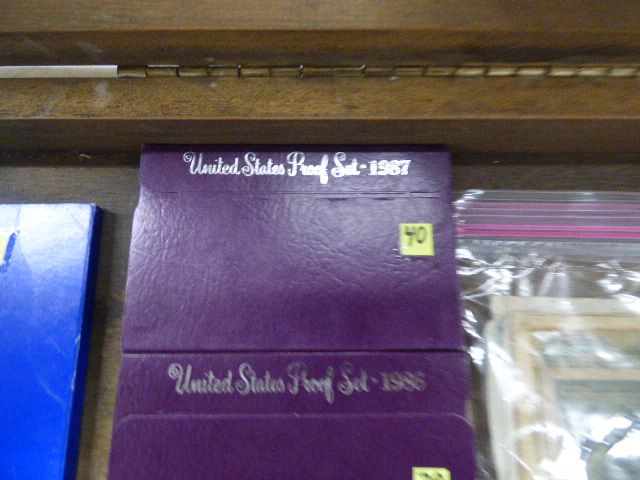 United States Proof Set - 1987
40
United States Proof Set - 1986